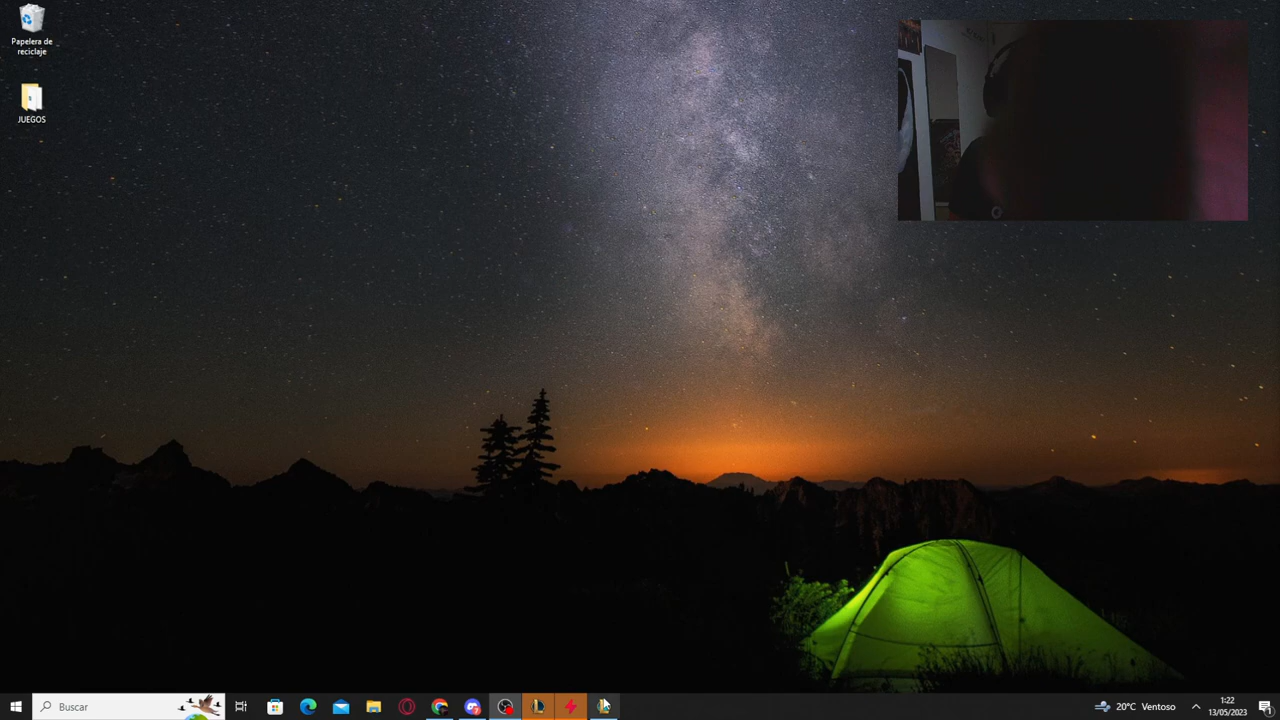 Papelera de
reciclaje
JUEGOS
Buscar
20°C Ventoso
1:22
13/05/2023